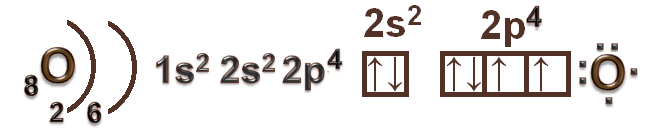 ₈O 2 6
1s² 2s² 2p⁴
2s² 2p⁴
↑↓ ↑↓ ↑ ↑
O